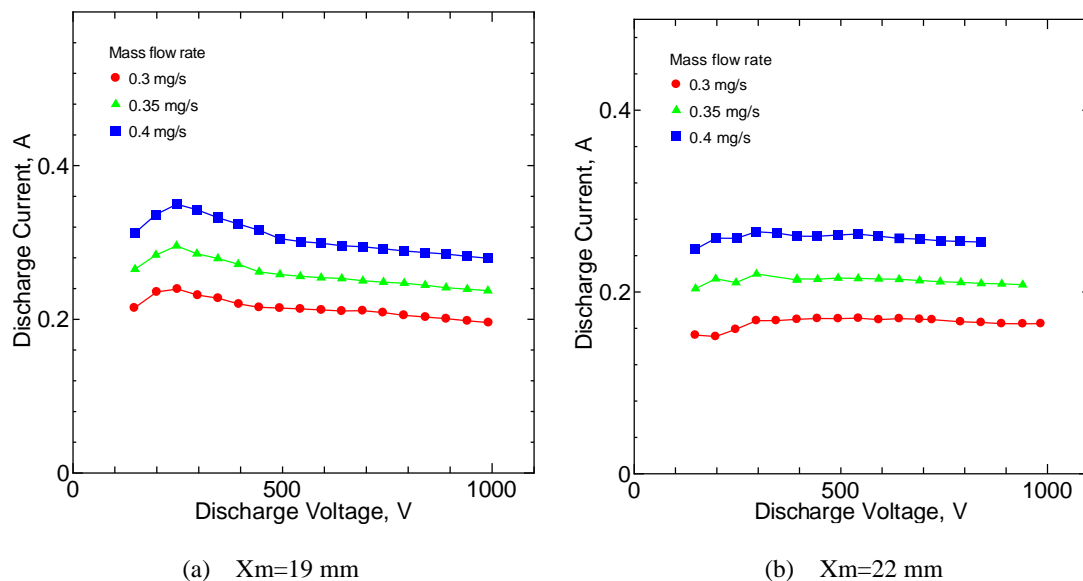 Mass flow rate
0.3 mg/s
0.35 mg/s
0.4 mg/s
Discharge Current, A
0.4
0.2
0
0
500
1000
Discharge Voltage, V
(a) Xm=19 mm
Mass flow rate
0.3 mg/s
0.35 mg/s
0.4 mg/s
Discharge Current, A
0.4
0.2
0
0
500
1000
Discharge Voltage, V
(b) Xm=22 mm